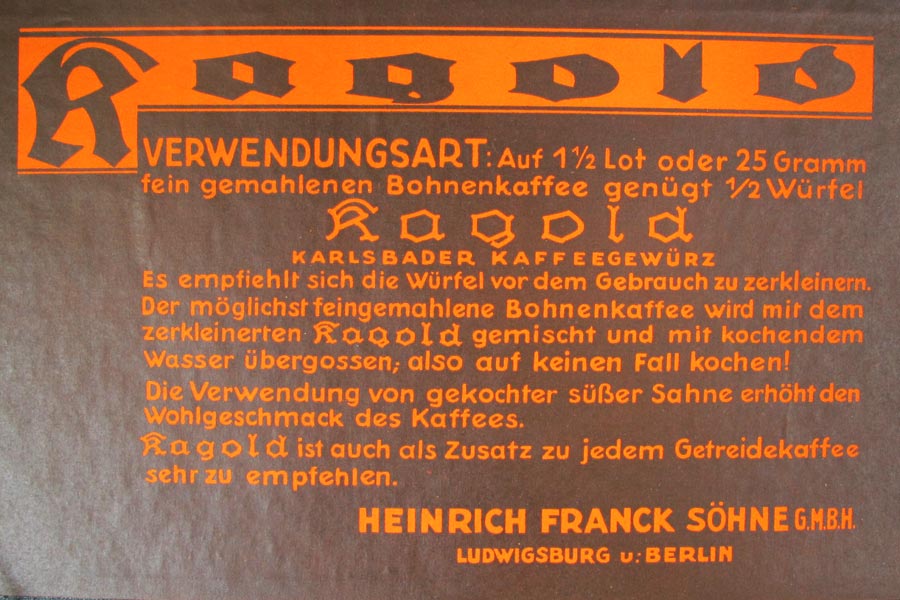 Kagold
VERWENDUNGSART: Auf 1 1/2 Lot oder 25 Gramm
fein gemahlenen Bohnenkaffee genügt 1/2 Würfel
Kagold
KARLSBADER KAFFEEGEWÜRZ
Es empfiehlt sich die Würfel vor dem Gebrauch zu zerkleinern.
Der möglichst feingemahlene Bohnenkaffee wird mit dem
zerkleinerten Kagold gemischt und mit kochendem
Wasser übergossen, also auf keinen Fall kochen!
Die Verwendung von gekochter süßer Sahne erhöht den
Wohlgeschmack des Kaffees.
Kagold ist auch als Zusatz zu jedem Getreidekaffee
sehr zu empfehlen.
HEINRICH FRANCK SÖHNE G.M.B.H.
LUDWIGSBURG u. BERLIN